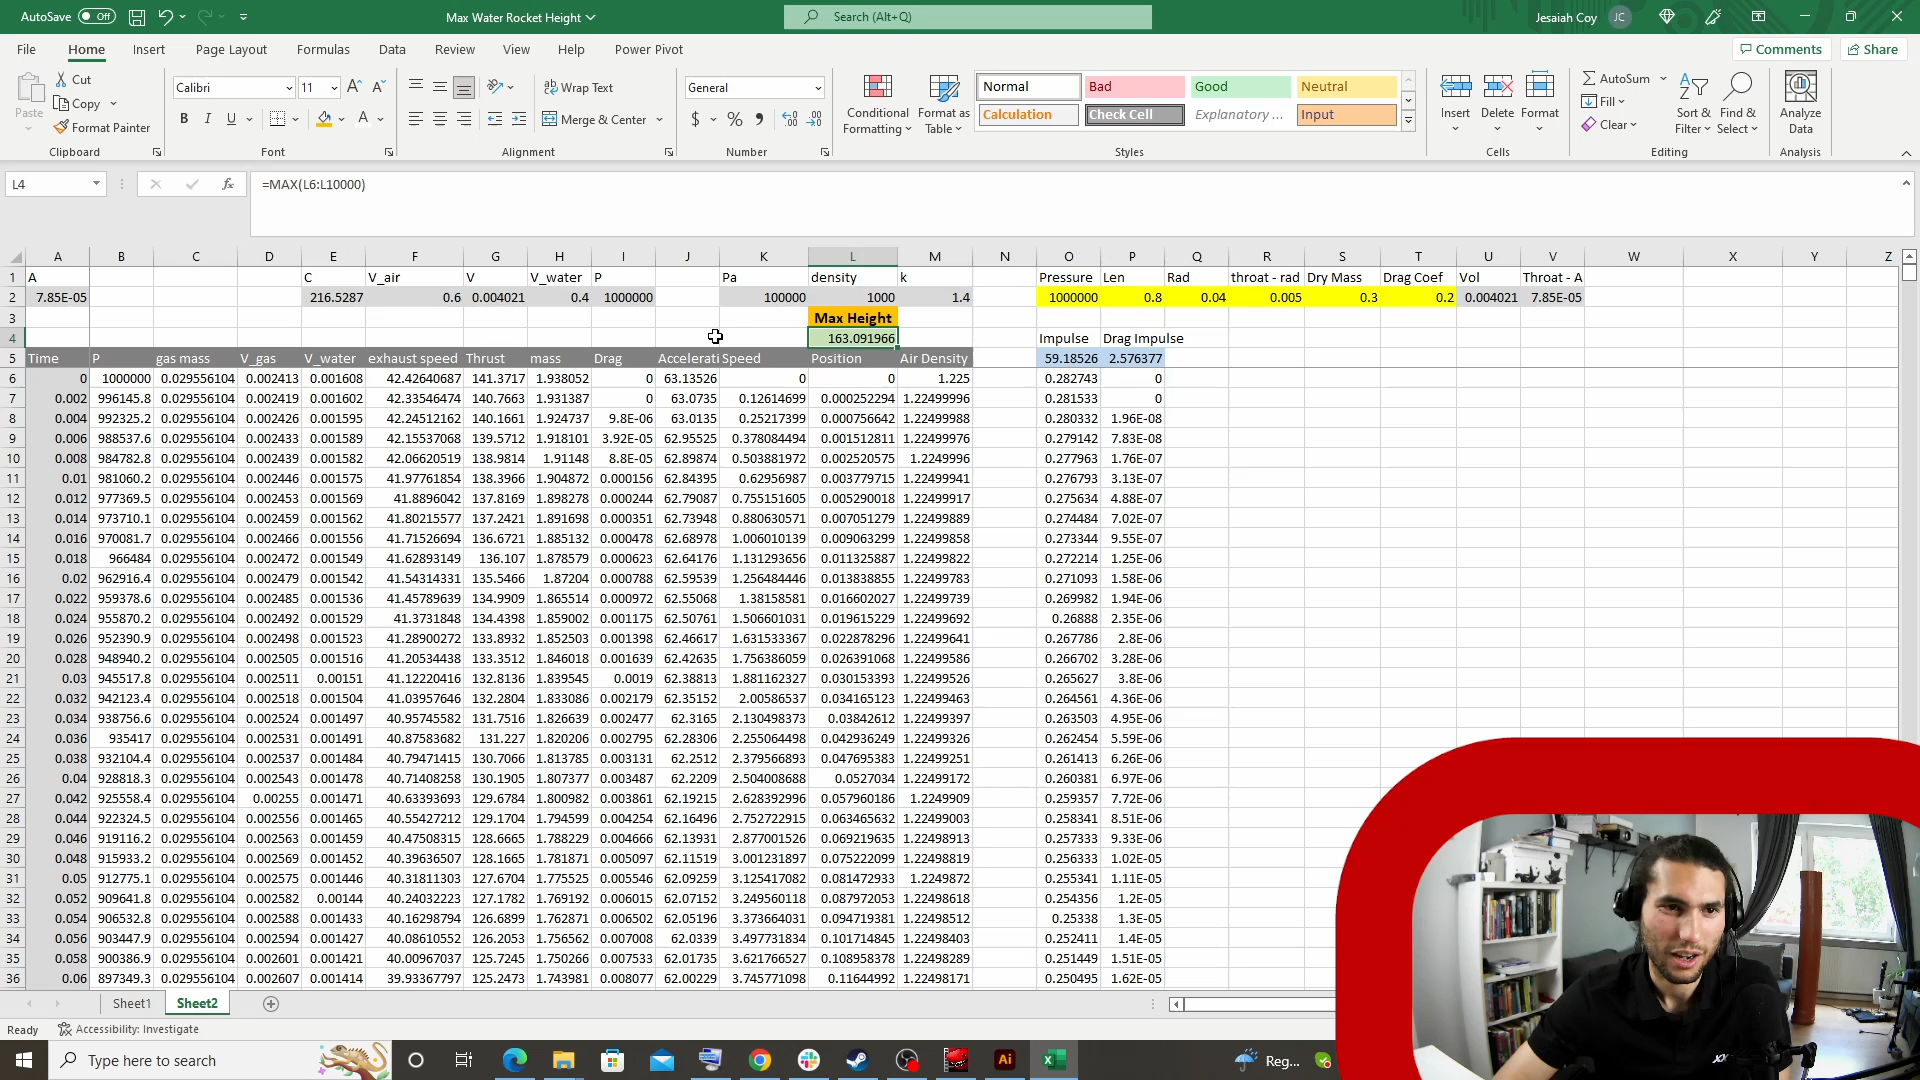 AutoSave Off Max Water Rocket Height Search (Alt+Q) Jesaiah Coy JC
File Home Insert Page Layout Formulas Data Review View Help Power Pivot Comments Share
Paste Cut Copy Format Painter Clipboard
Calibri 11 B I U Font
Wrap Text Merge & Center Alignment
General $ % Number
Conditional Formatting Format as Table
Normal Bad Good Neutral
Calculation Check Cell Explanatory ... Input Styles
Insert Delete Format Cells
AutoSum Fill Clear Sort & Filter Find & Select Editing
Analyze Data Analysis
L4 fx =MAX(L6:L10000)
A B C D E F G H I J K L M N O P Q R S T U V W X Y Z
1 A C V_air V V_water P Pa density k Pressure Len Rad throat - rad Dry Mass Drag Coef Vol Throat - A
2 7.85E-05 216.5287 0.6 0.004021 0.4 1000000 100000 1000 1.4 1000000 0.8 0.04 0.005 0.3 0.2 0.004021 7.85E-05
3 Max Height
4 163.091966 Impulse Drag Impulse
5 Time P gas mass V_gas V_water exhaust speed Thrust mass Drag Accelerati Speed Position Air Density 59.18526 2.576377
6 0 1000000 0.029556104 0.002413 0.001608 42.42640687 141.3717 1.938052 0 63.13526 0 0 1.225 0.282743 0
7 0.002 996145.8 0.029556104 0.002419 0.001602 42.33546474 140.7663 1.931387 0 63.0735 0.12614699 0.000252294 1.22499996 0.281533 0
8 0.004 992325.2 0.029556104 0.002426 0.001595 42.24512162 140.1661 1.924737 9.8E-06 63.0135 0.25217399 0.000756642 1.22499988 0.280332 1.96E-08
9 0.006 988537.6 0.029556104 0.002433 0.001589 42.15537068 139.5712 1.918101 3.92E-05 62.95525 0.378084494 0.001512811 1.22499976 0.279142 7.83E-08
10 0.008 984782.8 0.029556104 0.002439 0.001582 42.06620519 138.9814 1.91148 8.8E-05 62.89874 0.503881972 0.002520575 1.2249996 0.277963 1.76E-07
11 0.01 981060.2 0.029556104 0.002446 0.001575 41.97761854 138.3966 1.904872 0.000156 62.84395 0.62956987 0.003779715 1.22499941 0.276793 3.13E-07
12 0.012 977369.5 0.029556104 0.002453 0.001569 41.8896042 137.8169 1.898278 0.000244 62.79087 0.755151605 0.005290018 1.22499917 0.275634 4.88E-07
13 0.014 973710.1 0.029556104 0.002459 0.001562 41.80215577 137.2421 1.891698 0.000351 62.73948 0.880630571 0.007051279 1.22499889 0.274484 7.02E-07
14 0.016 970081.7 0.029556104 0.002466 0.001556 41.71526694 136.6721 1.885132 0.000478 62.68978 1.006010139 0.009063299 1.22499858 0.273344 9.55E-07
15 0.018 966484 0.029556104 0.002472 0.001549 41.62893149 136.107 1.878579 0.000623 62.64176 1.131293656 0.011325887 1.22499822 0.272214 1.25E-06
16 0.02 962916.4 0.029556104 0.002479 0.001542 41.54314331 135.5466 1.87204 0.000788 62.59539 1.256484446 0.013838855 1.22499783 0.271093 1.58E-06
17 0.022 959378.6 0.029556104 0.002485 0.001536 41.45789639 134.9909 1.865514 0.000972 62.55068 1.38158581 0.016602027 1.22499739 0.269982 1.94E-06
18 0.024 955870.2 0.029556104 0.002492 0.001529 41.3731848 134.4398 1.859002 0.001175 62.50761 1.506601031 0.019615229 1.22499692 0.26888 2.35E-06
19 0.026 952390.9 0.029556104 0.002498 0.001523 41.28900272 133.8932 1.852503 0.001398 62.46617 1.631533367 0.022878296 1.22499641 0.267786 2.8E-06
20 0.028 948940.2 0.029556104 0.002505 0.001516 41.20534438 133.3512 1.846018 0.001639 62.42635 1.756386059 0.026391068 1.22499586 0.266702 3.28E-06
21 0.03 945517.8 0.029556104 0.002511 0.00151 41.12220416 132.8136 1.839545 0.0019 62.38813 1.881162327 0.030153393 1.22499526 0.265627 3.8E-06
22 0.032 942123.4 0.029556104 0.002518 0.001504 41.03957646 132.2804 1.833086 0.002179 62.35152 2.00586537 0.034165123 1.22499463 0.264561 4.36E-06
23 0.034 938756.6 0.029556104 0.002524 0.001497 40.95745582 131.7516 1.826639 0.002477 62.3165 2.130498373 0.03842612 1.22499397 0.263503 4.95E-06
24 0.036 935417 0.029556104 0.002531 0.001491 40.87583682 131.227 1.820206 0.002795 62.28306 2.255064498 0.042936249 1.22499326 0.262454 5.59E-06
25 0.038 932104.4 0.029556104 0.002537 0.001484 40.79471415 130.7066 1.813785 0.003131 62.2512 2.379566893 0.047695383 1.22499251 0.261413 6.26E-06
26 0.04 928818.3 0.029556104 0.002543 0.001478 40.71408258 130.1905 1.807377 0.003487 62.2209 2.504008688 0.0527034 1.22499172 0.260381 6.97E-06
27 0.042 925558.4 0.029556104 0.00255 0.001471 40.63393693 129.6784 1.800982 0.003861 62.19215 2.628392996 0.057960186 1.2249909 0.259357 7.72E-06
28 0.044 922324.5 0.029556104 0.002556 0.001465 40.55427212 129.1704 1.794599 0.004254 62.16496 2.752722915 0.063465632 1.22499003 0.258341 8.51E-06
29 0.046 919116.2 0.029556104 0.002563 0.001459 40.47508315 128.6665 1.788229 0.004666 62.13931 2.877001526 0.069219635 1.22498913 0.257333 9.33E-06
30 0.048 915933.2 0.029556104 0.002569 0.001452 40.39636507 128.1665 1.781871 0.005097 62.11519 3.001231897 0.075222099 1.22498819 0.256333 1.02E-05
31 0.05 912775.1 0.029556104 0.002575 0.001446 40.31811303 127.6704 1.775525 0.005546 62.09259 3.125417082 0.081472933 1.2249872 0.255341 1.11E-05
32 0.052 909641.8 0.029556104 0.002582 0.00144 40.24032223 127.1782 1.769192 0.006015 62.07152 3.249560118 0.087972053 1.22498618 0.254356 1.2E-05
33 0.054 906532.8 0.029556104 0.002588 0.001433 40.16298794 126.6899 1.762871 0.006502 62.05196 3.373664031 0.094719381 1.22498512 0.25338 1.3E-05
34 0.056 903447.9 0.029556104 0.002594 0.001427 40.08610552 126.2053 1.756562 0.007008 62.0339 3.497731834 0.101714845 1.22498403 0.252411 1.4E-05
35 0.058 900386.9 0.029556104 0.002601 0.001421 40.00967037 125.7245 1.750266 0.007533 62.01735 3.621766527 0.108958378 1.22498289 0.251449 1.51E-05
36 0.06 897349.3 0.029556104 0.002607 0.001414 39.93367797 125.2473 1.743981 0.008077 62.00229 3.745771098 0.11644992 1.22498171 0.250495 1.62E-05
Sheet1 Sheet2
Ready Accessibility: Investigate
Type here to search Ai Reg...